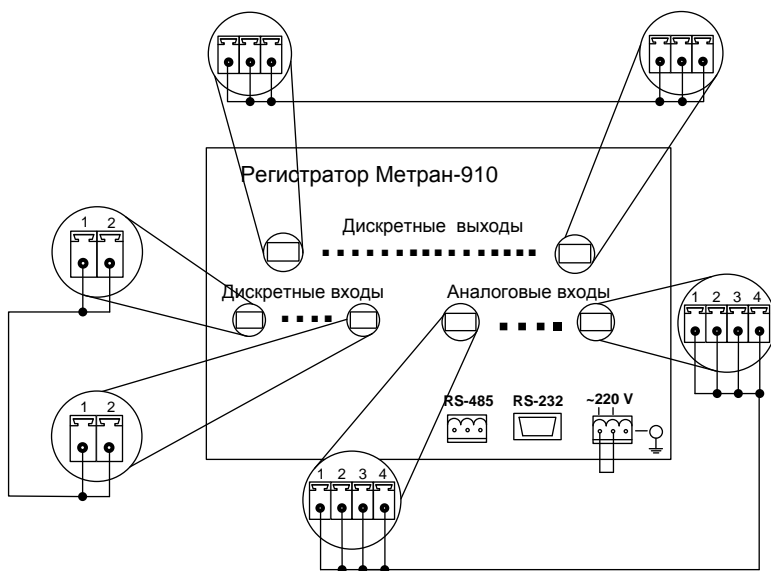 Регистратор Метран-910
Дискретные выходы
1 2
Дискретные входы
Аналоговые входы
1 2 3 4
1 2
RS-485
RS-232
~220 V
1 2 3 4